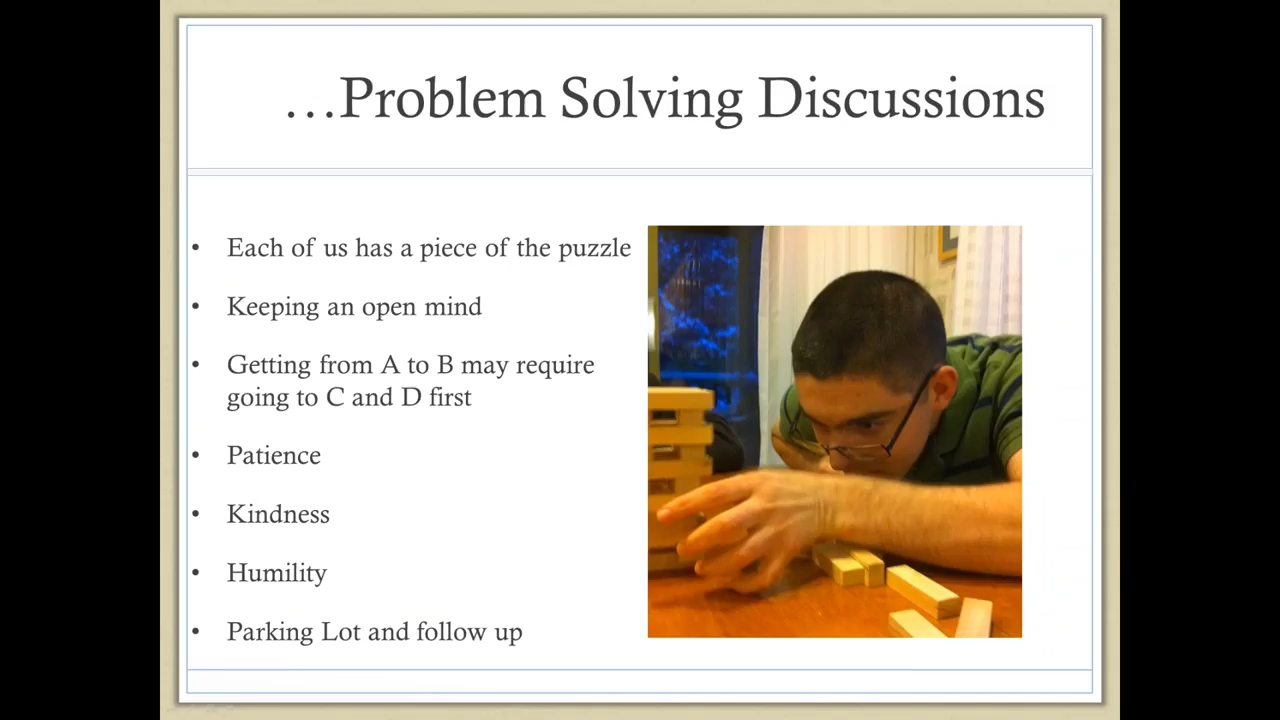 …Problem Solving Discussions
• Each of us has a piece of the puzzle
• Keeping an open mind
• Getting from A to B may require
going to C and D first
• Patience
• Kindness
• Humility
• Parking Lot and follow up